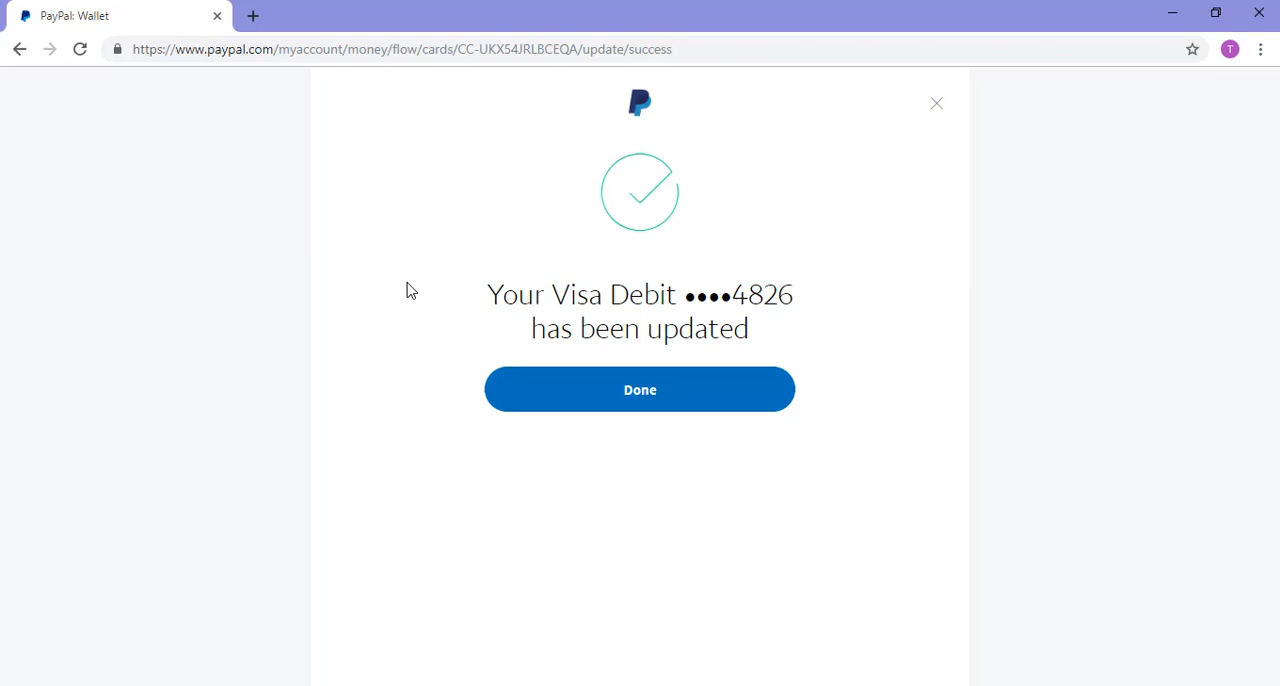 PayPal: Wallet
https://www.paypal.com/myaccount/money/flow/cards/CC-UKX54JRLBCEQA/update/success
T
Your Visa Debit ••••4826
has been updated
Done